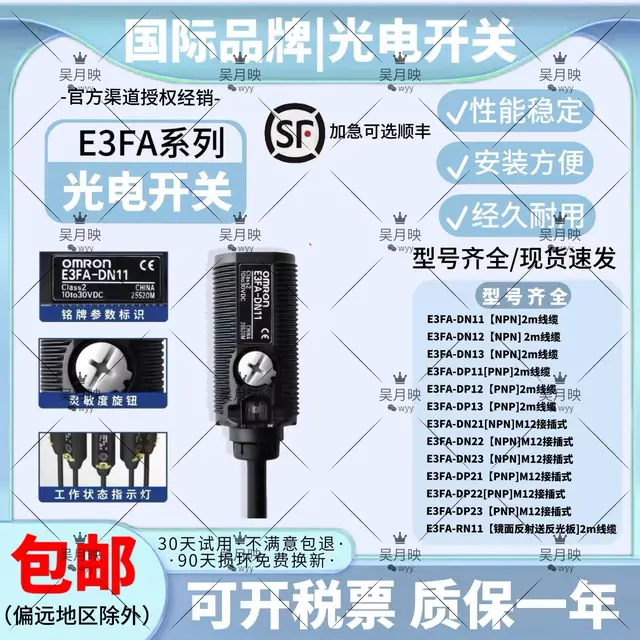 国际品牌|光电开关
-官方渠道授权经销-
E3FA系列
光电开关
SF
加急可选顺丰
性能稳定
安装方便
经久耐用
型号齐全/现货速发
型号齐全
OMRON
E3FA-DN11
CE
Class2
10to30VDC
CHINA
25520M
铭牌参数标识
灵敏度旋钮
工作状态指示灯
OMRON
E3FA-DN11
Class2
10to30VDC
CE
CHINA
25520M
E3FA-DN11【NPN]2m线缆
E3FA-DN12【NPN] 2m线缆
E3FA-DN13【NPN]2m线缆
E3FA-DP11[PNP]2m线缆
E3FA-DP12【PNP]2m线缆
E3FA-DP13【PNP]2m线缆
E3FA-DN21[NPN]M12接插式
E3FA-DN22【NPN]M12接插式
E3FA-DN23【NPN]M12接插式
E3FA-DP21【PNP]M12接插式
E3FA-DP22[PNP]M12接插式
E3FA-DP23【PNP]M12接插式
E3FA-RN11【镜面反射送反光板]2m线缆
包邮
(偏远地区除外)
30天试用·不满意包退·
·90天损坏免费换新·
可开税票 质保一年
吴月映
wyy